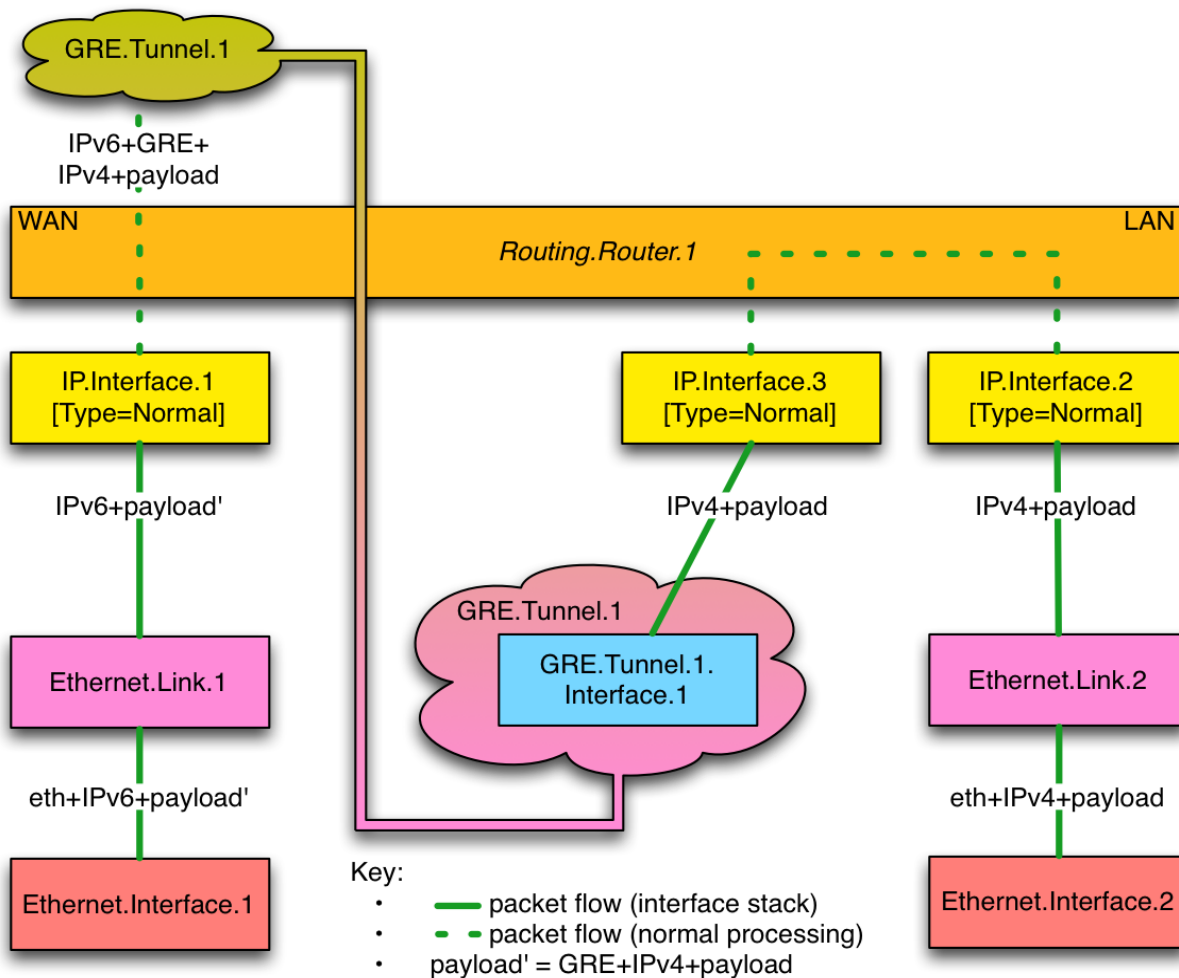 GRE.Tunnel.1
IPv6+GRE+
IPv4+payload
WAN
LAN
Routing.Router.1
IP.Interface.1
[Type=Normal]
IP.Interface.3
[Type=Normal]
IP.Interface.2
[Type=Normal]
IPv6+payload'
IPv4+payload
IPv4+payload
GRE.Tunnel.1
GRE.Tunnel.1.
Interface.1
Ethernet.Link.1
Ethernet.Link.2
eth+IPv6+payload'
eth+IPv4+payload
Ethernet.Interface.1
Ethernet.Interface.2
Key:
• packet flow (interface stack)
• packet flow (normal processing)
• payload' = GRE+IPv4+payload